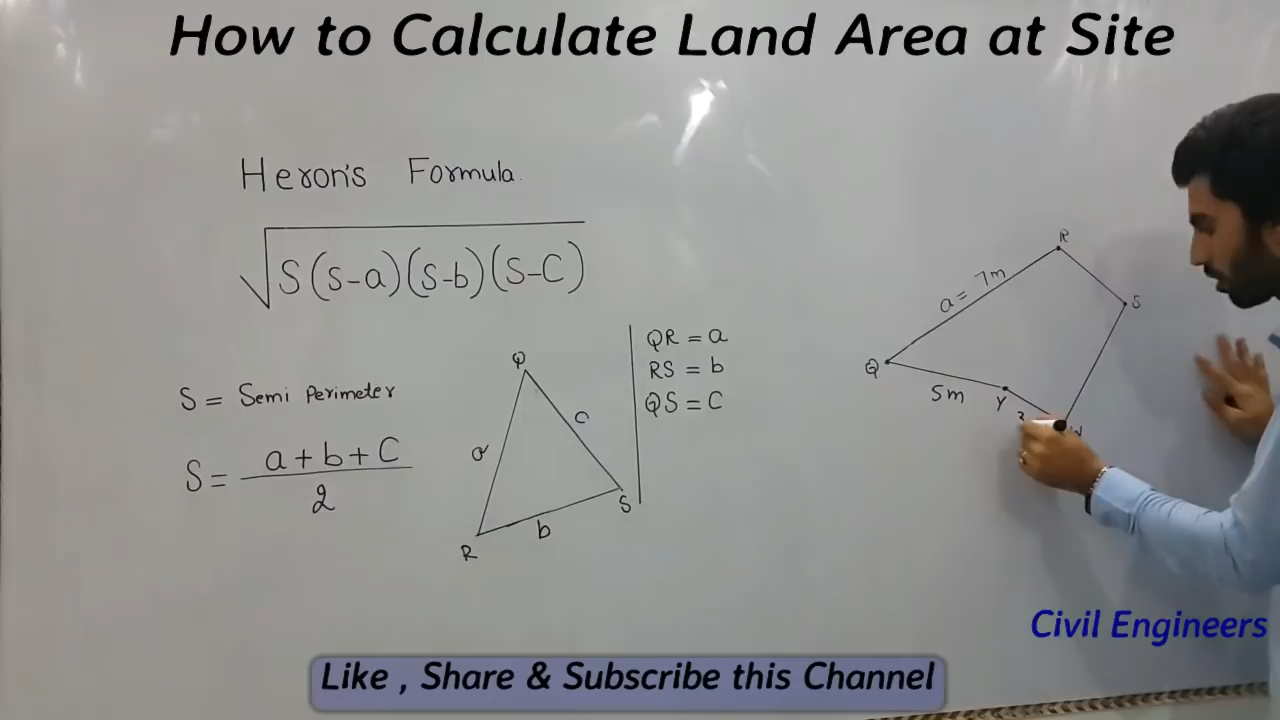 How to Calculate Land Area at Site
Heron's Formula.
√S(S-a)(S-b)(S-C)
S = Semi Perimeter
S = a+b+C
2
Q
a
C
R
b
S
QR = a
RS = b
QS = C
R
a = 7m
S
Q
5m
Y
Civil Engineers
Like , Share & Subscribe this Channel